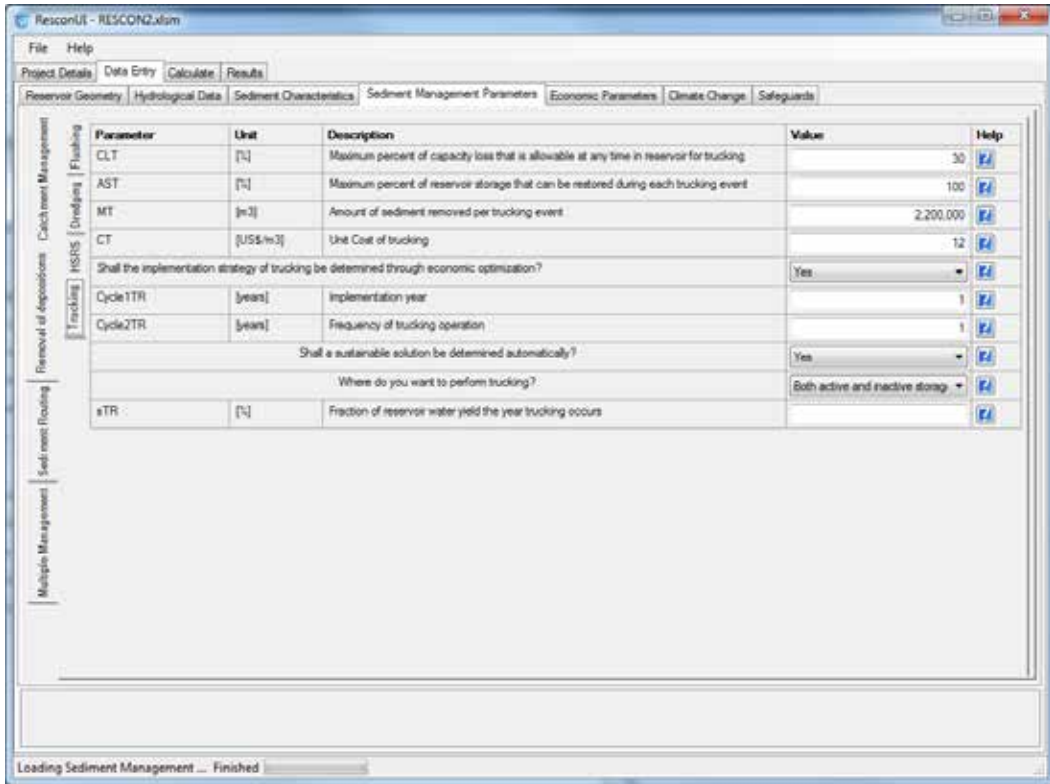 ResconUI - RESCON2.xlsm
File Help
Project Details Data Entry Calculate Results
Reservoir Geometry Hydrological Data Sediment Characteristics Sediment Management Parameters Economic Parameters Climate Change Safeguards
Catchment Management
Removal of depositions
Sediment Routing
Multiple Management
Flushing
Dredging
HSRS
Trucking
Parameter Unit Description Value Help
CLT [%] Maximum percent of capacity loss that is allowable at any time in reservoir for trucking 30
AST [%] Maximum percent of reservoir storage that can be restored during each trucking event 100
MT [m3] Amount of sediment removed per trucking event 2,200,000
CT [US$/m3] Unit Cost of trucking 12
Shall the implementation strategy of trucking be determined through economic optimization? Yes
Cycle1TR [years] Implementation year 1
Cycle2TR [years] Frequency of trucking operation 1
Shall a sustainable solution be determined automatically? Yes
Where do you want to perform trucking? Both active and inactive storag
sTR [%] Fraction of reservoir water yield the year trucking occurs
Loading Sediment Management ... Finished